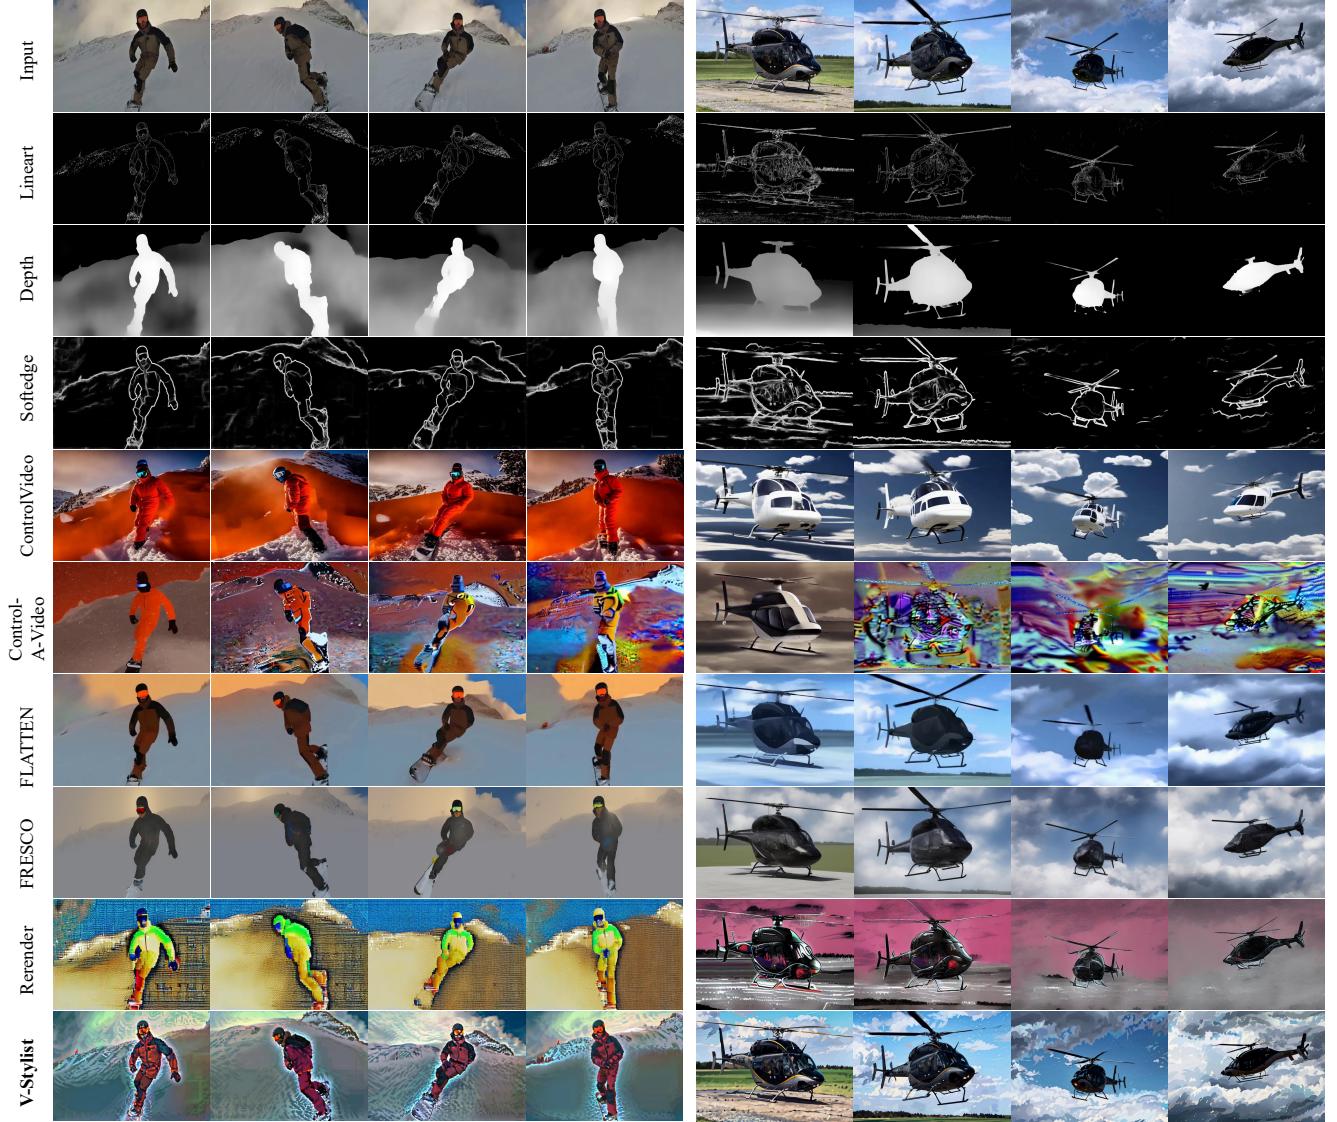 Input
Lineart
Depth
Softedge
ControlVideo
Control-
A-Video
FLATTEN
FRESCO
Rerender
V-Stylist